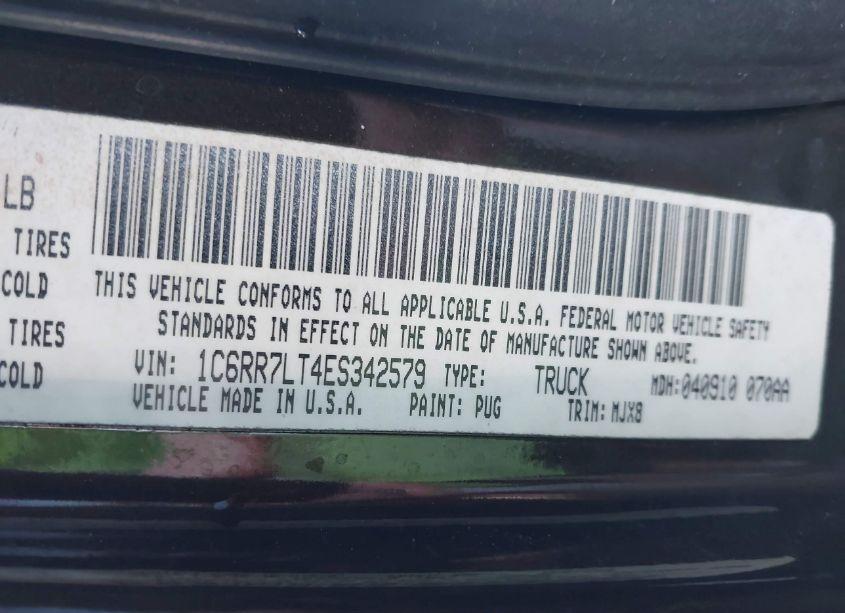 LB
TIRES
COLD
TIRES
COLD
THIS VEHICLE CONFORMS TO ALL APPLICABLE U.S.A. FEDERAL MOTOR VEHICLE SAFETY
STANDARDS IN EFFECT ON THE DATE OF MANUFACTURE SHOWN ABOVE.
VIN: 1C6RR7LT4ES342579 TYPE: TRUCK MDH:040910 070AA
VEHICLE MADE IN U.S.A. PAINT: PUG TRIM: MJX8